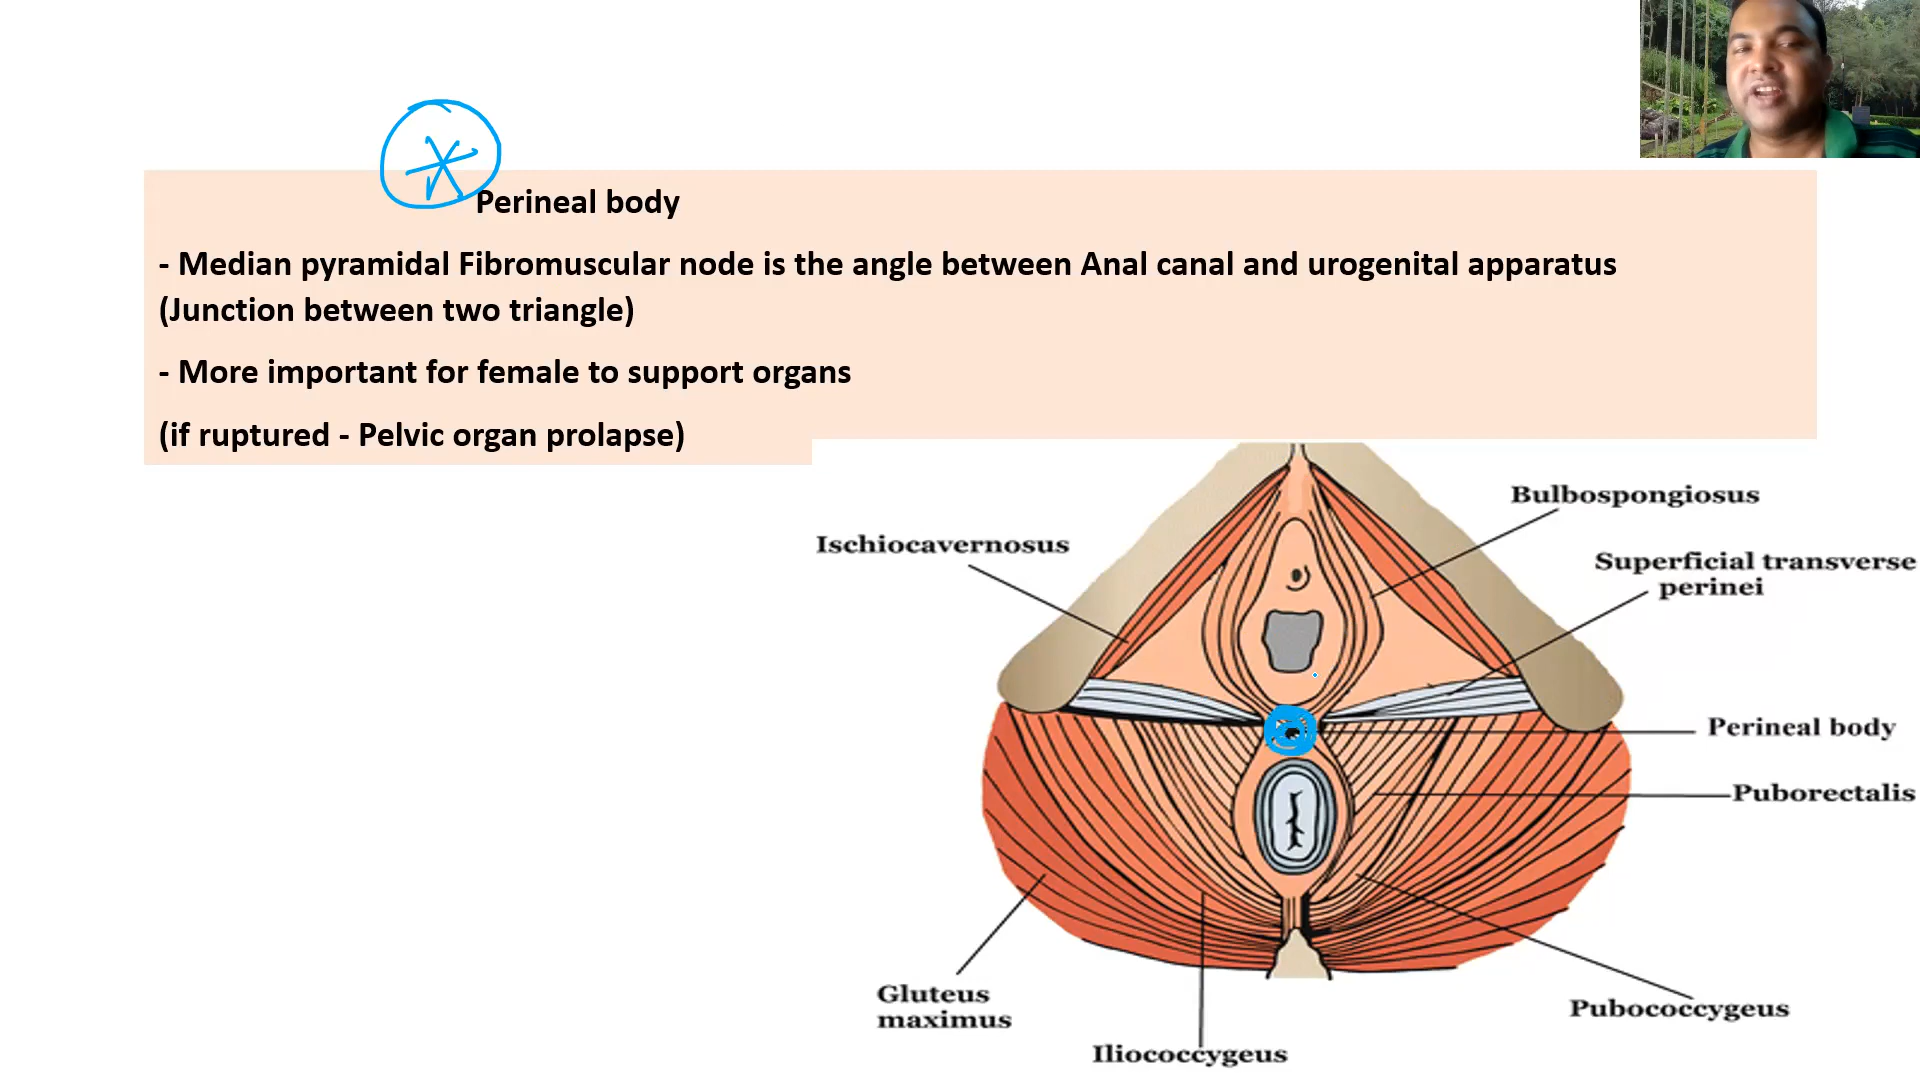 Perineal body
- Median pyramidal Fibromuscular node is the angle between Anal canal and urogenital apparatus
(Junction between two triangle)
- More important for female to support organs
(if ruptured - Pelvic organ prolapse)
Bulbospongiosus
Ischiocavernosus
Superficial transverse
perinei
Perineal body
Puborectalis
Gluteus
maximus
Pubococcygeus
Iliococcygeus